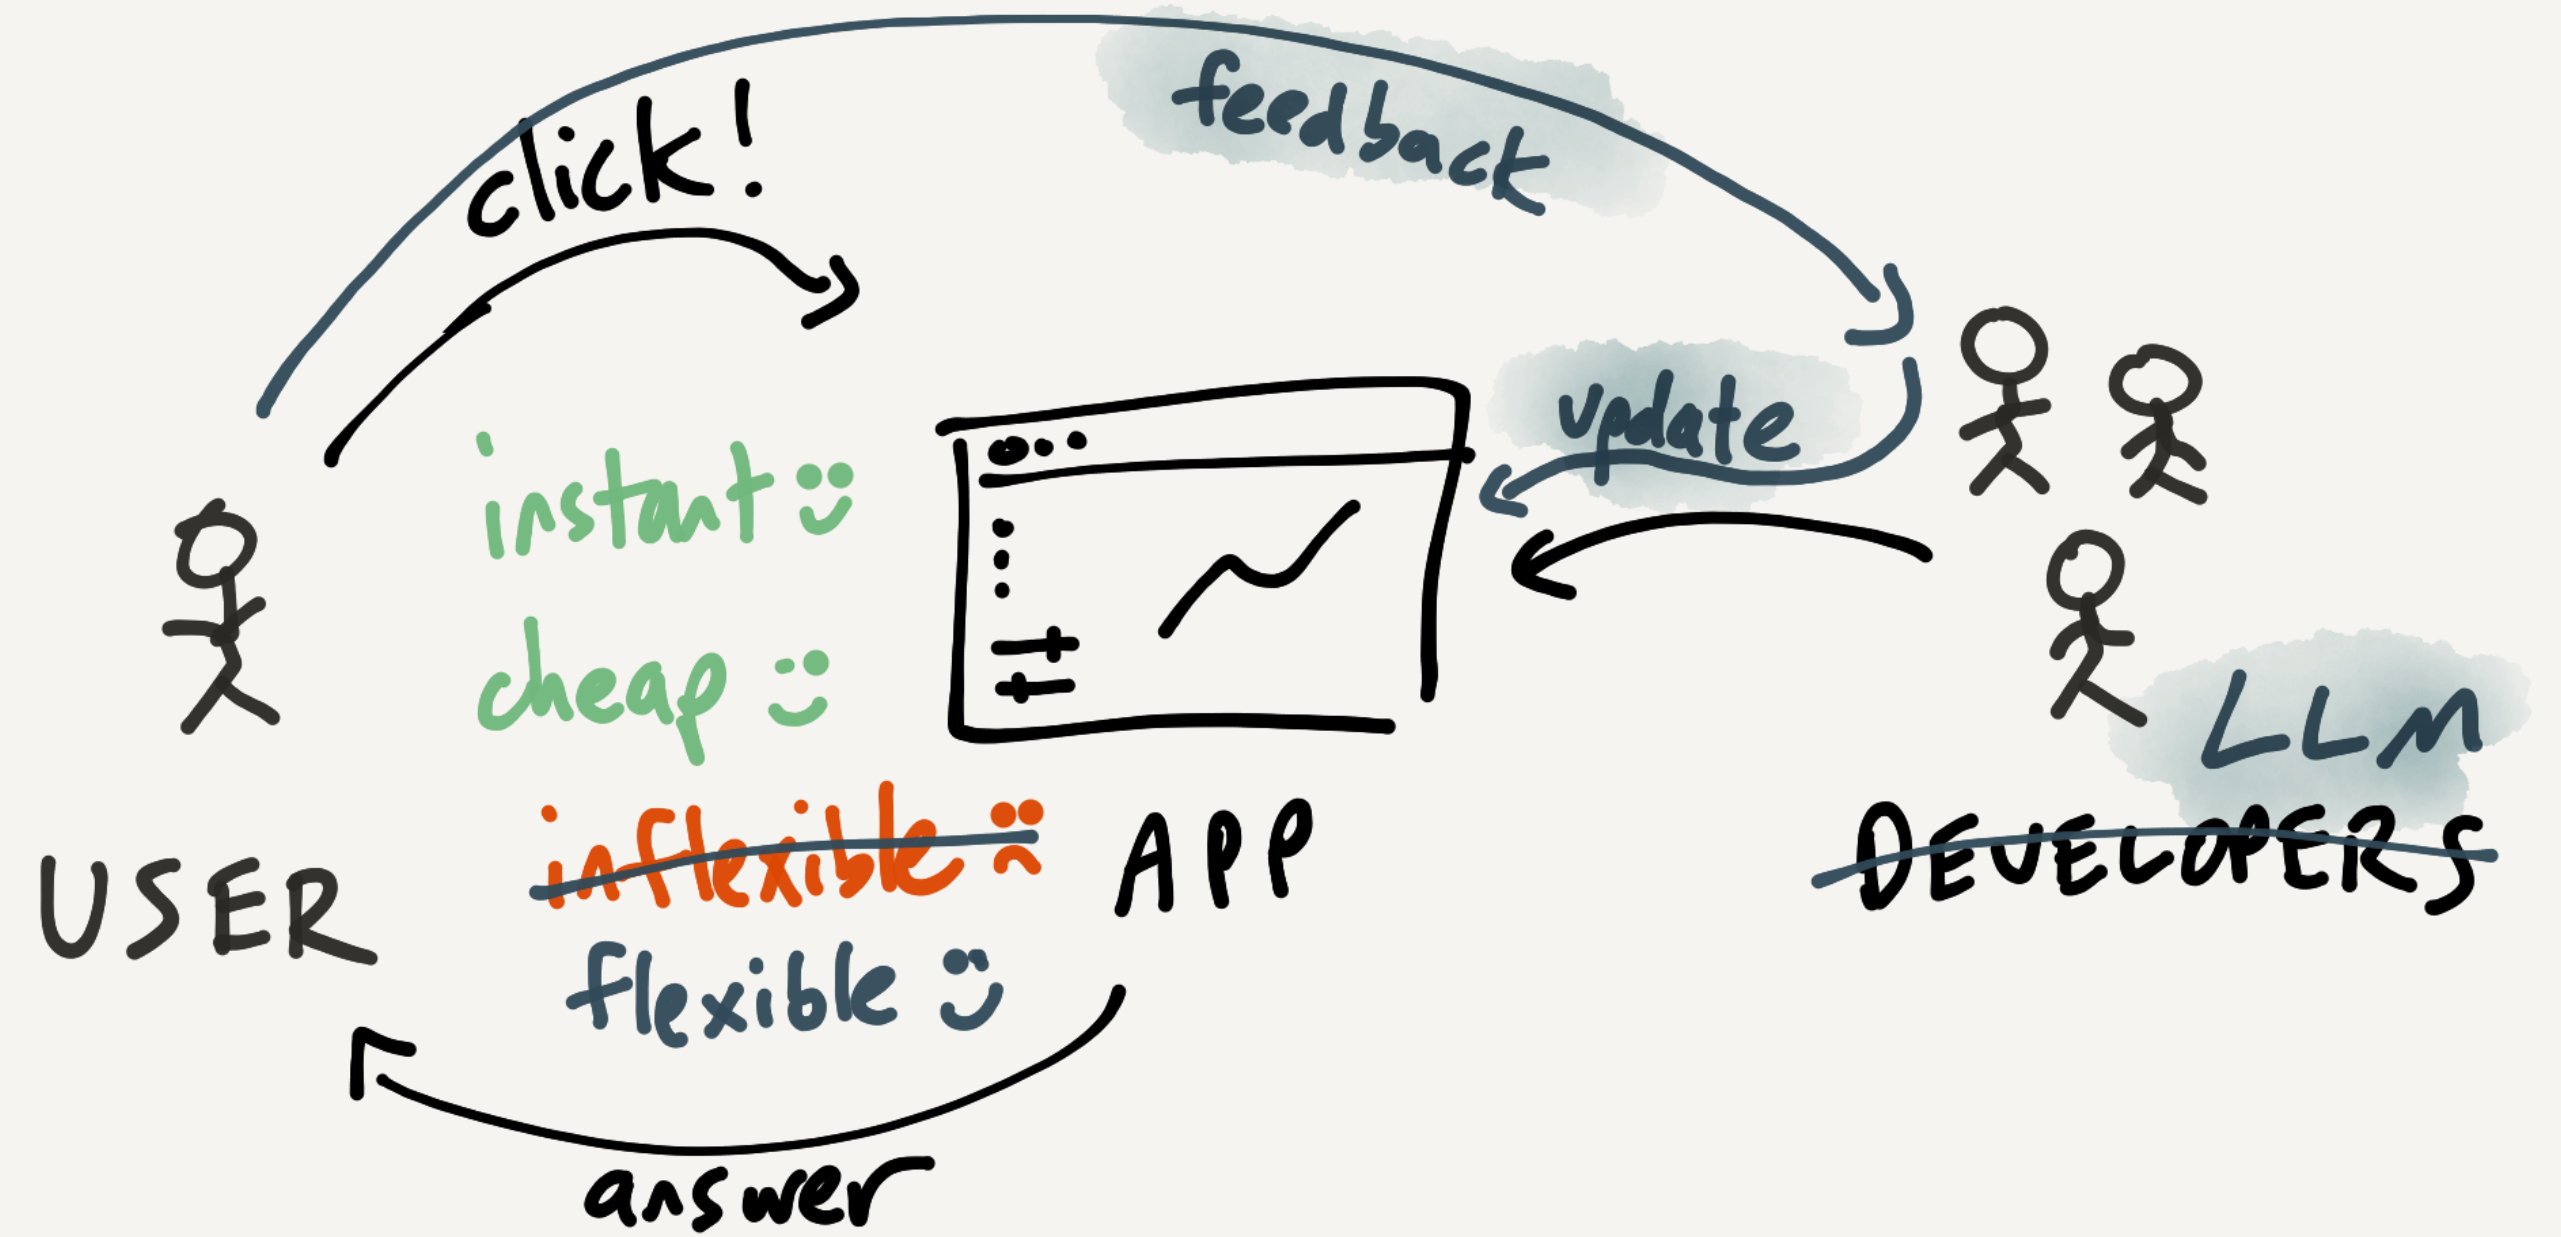 feedback
click!
update
instant
cheap
LLM
inflexible
APP
DEVELOPERS
USER
flexible
answer